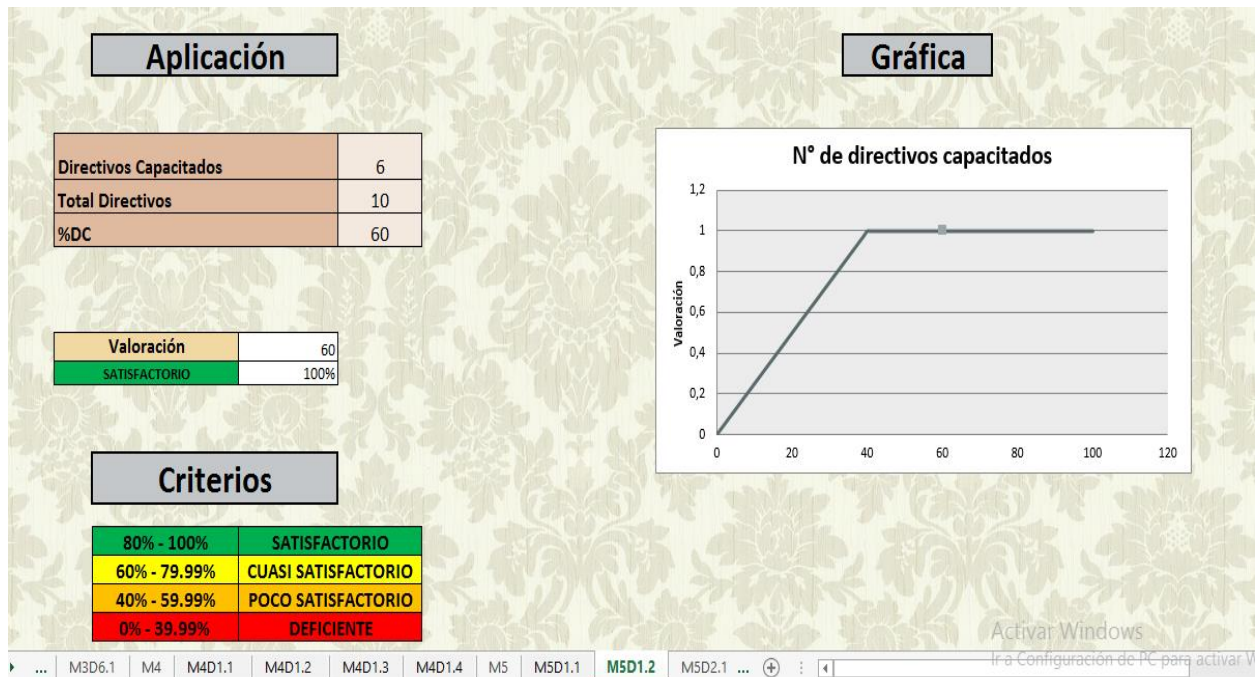 Aplicación
Gráfica
Directivos Capacitados 6
Total Directivos 10
%DC 60
Valoración 60
SATISFACTORIO 100%
N° de directivos capacitados
Valoración
1,2
1
0,8
0,6
0,4
0,2
0
0 20 40 60 80 100 120
Criterios
80% - 100% SATISFACTORIO
60% - 79.99% CUASI SATISFACTORIO
40% - 59.99% POCO SATISFACTORIO
0% - 39.99% DEFICIENTE
Activar Windows
Ir a Configuración de PC para activar W
... M3D6.1 M4 M4D1.1 M4D1.2 M4D1.3 M4D1.4 M5 M5D1.1 M5D1.2 M5D2.1 ...